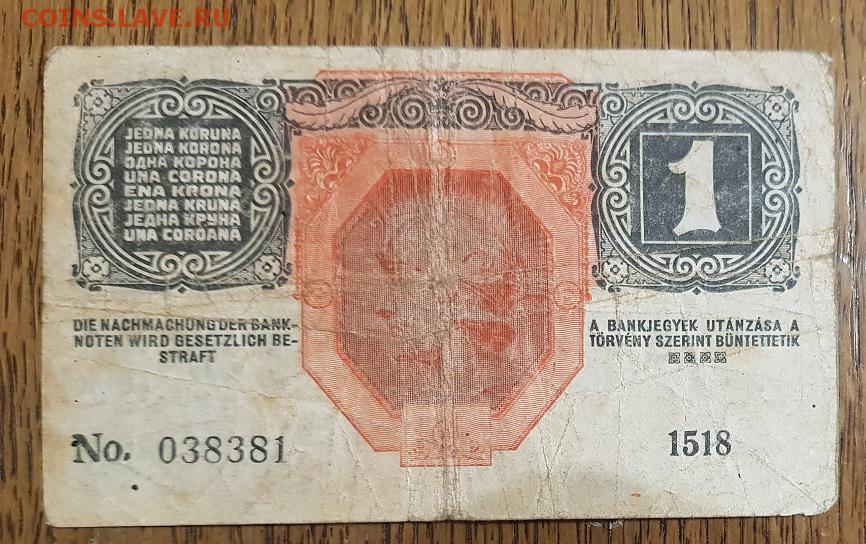 COINS.LAVE.RU
JEDNA KORUNA
JEDNA KORONA
ОДНА КОРОНА
UNA CORONA
ENA KRONA
JEDNA KRUNA
ЈЕДНА КРУНА
UNA COROANĂ
1
DIE NACHMACHUNG DER BANK-
NOTEN WIRD GESETZLICH BE-
STRAFT
A BANKJEGYEK UTÁNZÁSA A
TÖRVÉNY SZERINT BÜNTETTETIK
No. 038381
1518